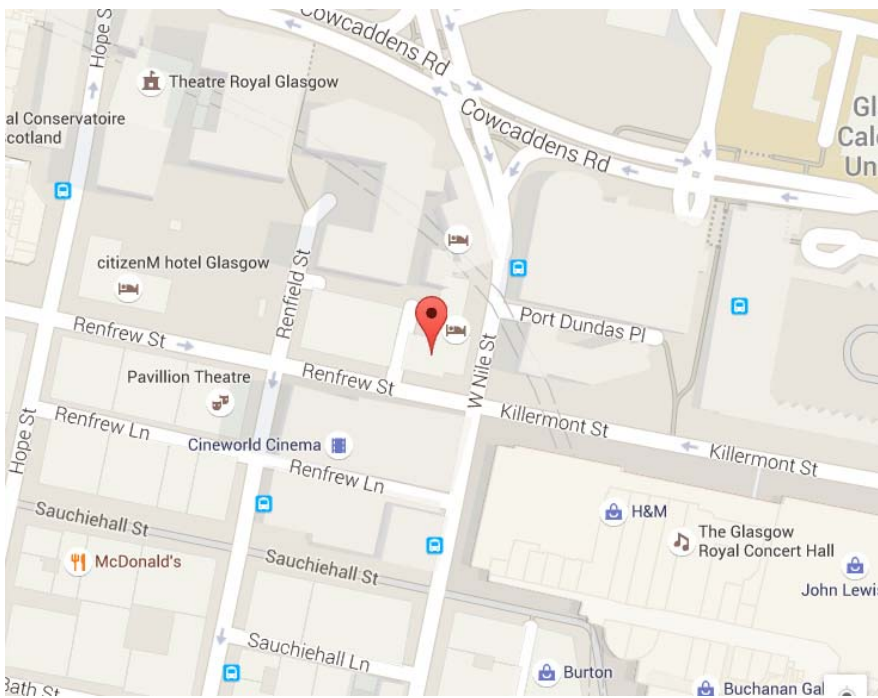 Hope St
Cowcaddens Rd
Theatre Royal Glasgow
al Conservatoire
cotland
Cowcaddens Rd
Gl
Cale
Un
citizenM hotel Glasgow
Renfield St
Renfrew St
Port Dundas Pl
W Nile St
Pavillion Theatre
Renfrew St
Killermont St
Hope St
Renfrew Ln
Cineworld Cinema
Killermont St
Renfrew Ln
Sauchiehall St
H&M
The Glasgow
Royal Concert Hall
McDonald's
Sauchiehall St
John Lewis
Sauchiehall Ln
Burton
Bath St
Buchanan Gal